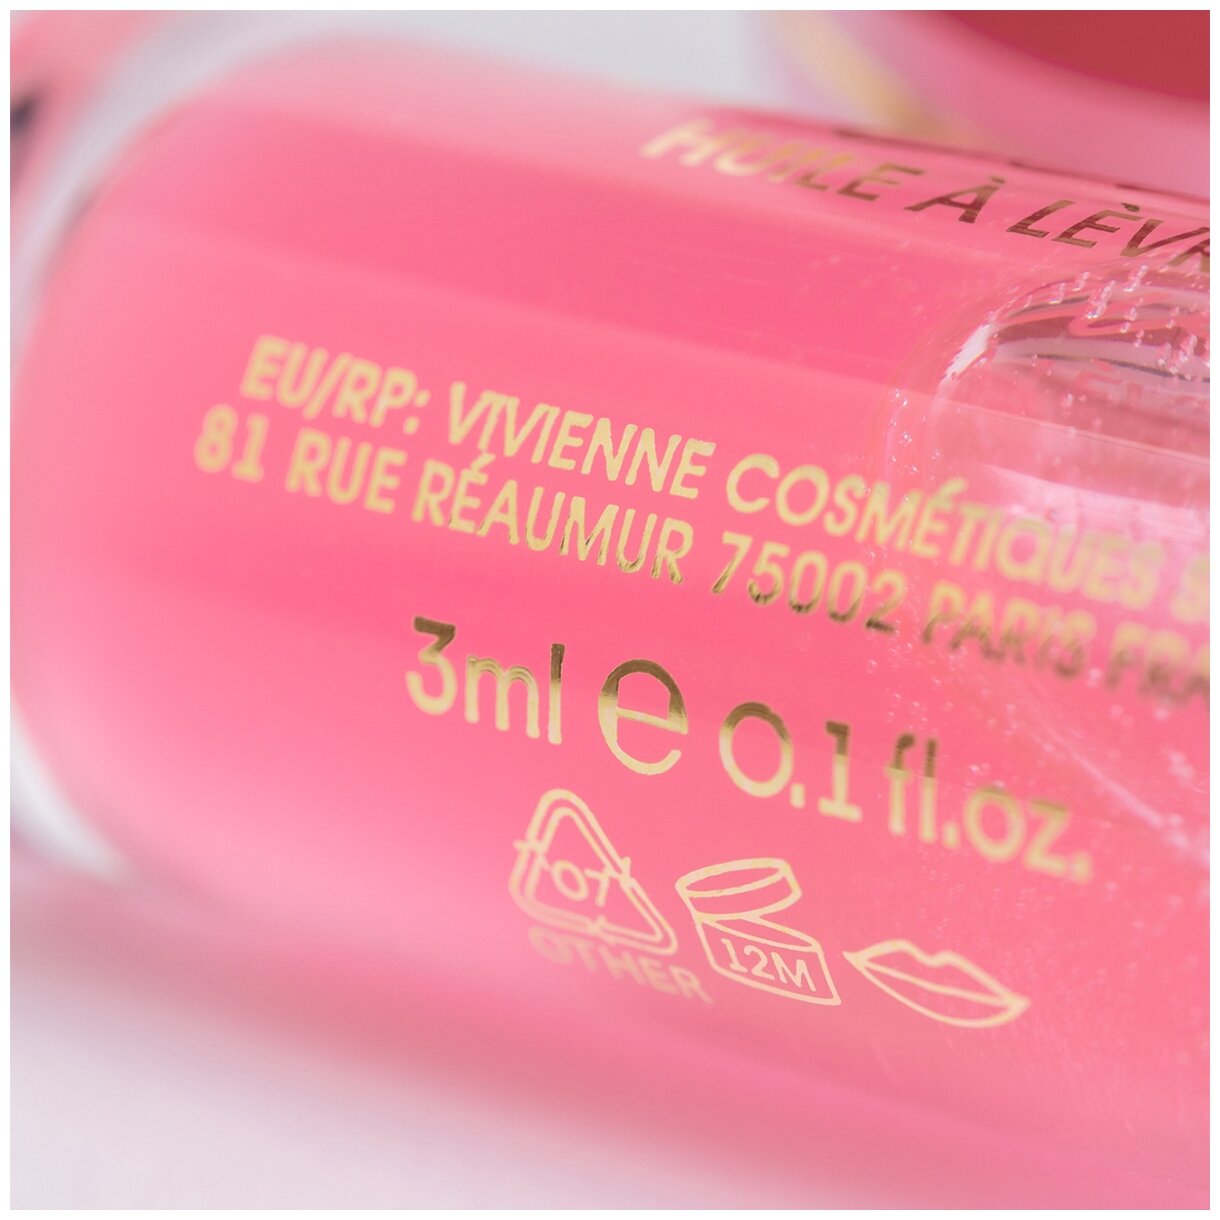 HUILE À LÈVR
EU/RP: VIVIENNE COSMÉTIQUES S
81 RUE RÉAUMUR 75002 PARIS FRA
3ml e 0.1 fl.oz.
07
OTHER
12M